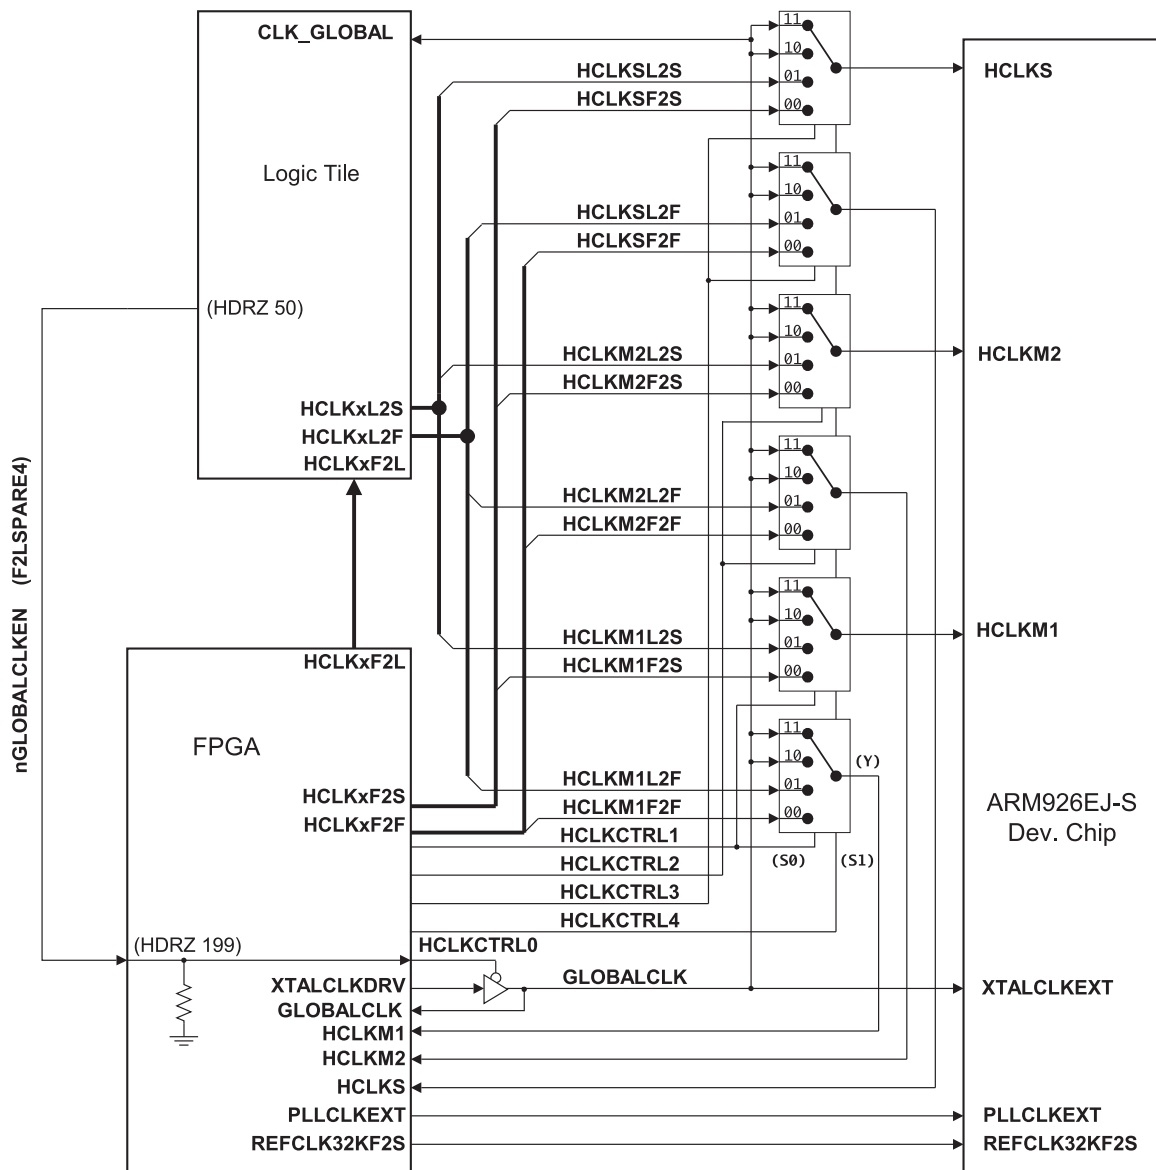 CLK_GLOBAL
Logic Tile
(HDRZ 50)
HCLKxL2S
HCLKxL2F
HCLKxF2L
nGLOBALCLKEN (F2LSPARE4)
HCLKxF2L
FPGA
HCLKxF2S
HCLKxF2F
(HDRZ 199)
XTALCLKDRV
GLOBALCLK
HCLKM1
HCLKM2
HCLKS
PLLCLKEXT
REFCLK32KF2S
HCLKSL2S
HCLKSF2S
HCLKSL2F
HCLKSF2F
HCLKM2L2S
HCLKM2F2S
HCLKM2L2F
HCLKM2F2F
HCLKM1L2S
HCLKM1F2S
HCLKM1L2F
HCLKM1F2F
HCLKCTRL1
HCLKCTRL2
HCLKCTRL3
HCLKCTRL4
HCLKCTRL0
GLOBALCLK
11
10
01
00
11
10
01
00
11
10
01
00
11
10
01
00
11
10
01
00
11
10
01
00
(Y)
(S0)
(S1)
HCLKS
HCLKM2
HCLKM1
ARM926EJ-S
Dev. Chip
XTALCLKEXT
PLLCLKEXT
REFCLK32KF2S